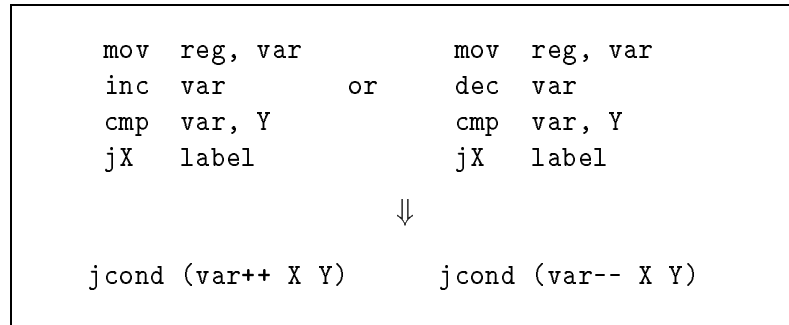 mov reg, var mov reg, var
inc var or dec var
cmp var, Y cmp var, Y
jX label jX label
⇓
jcond (var++ X Y) jcond (var-- X Y)